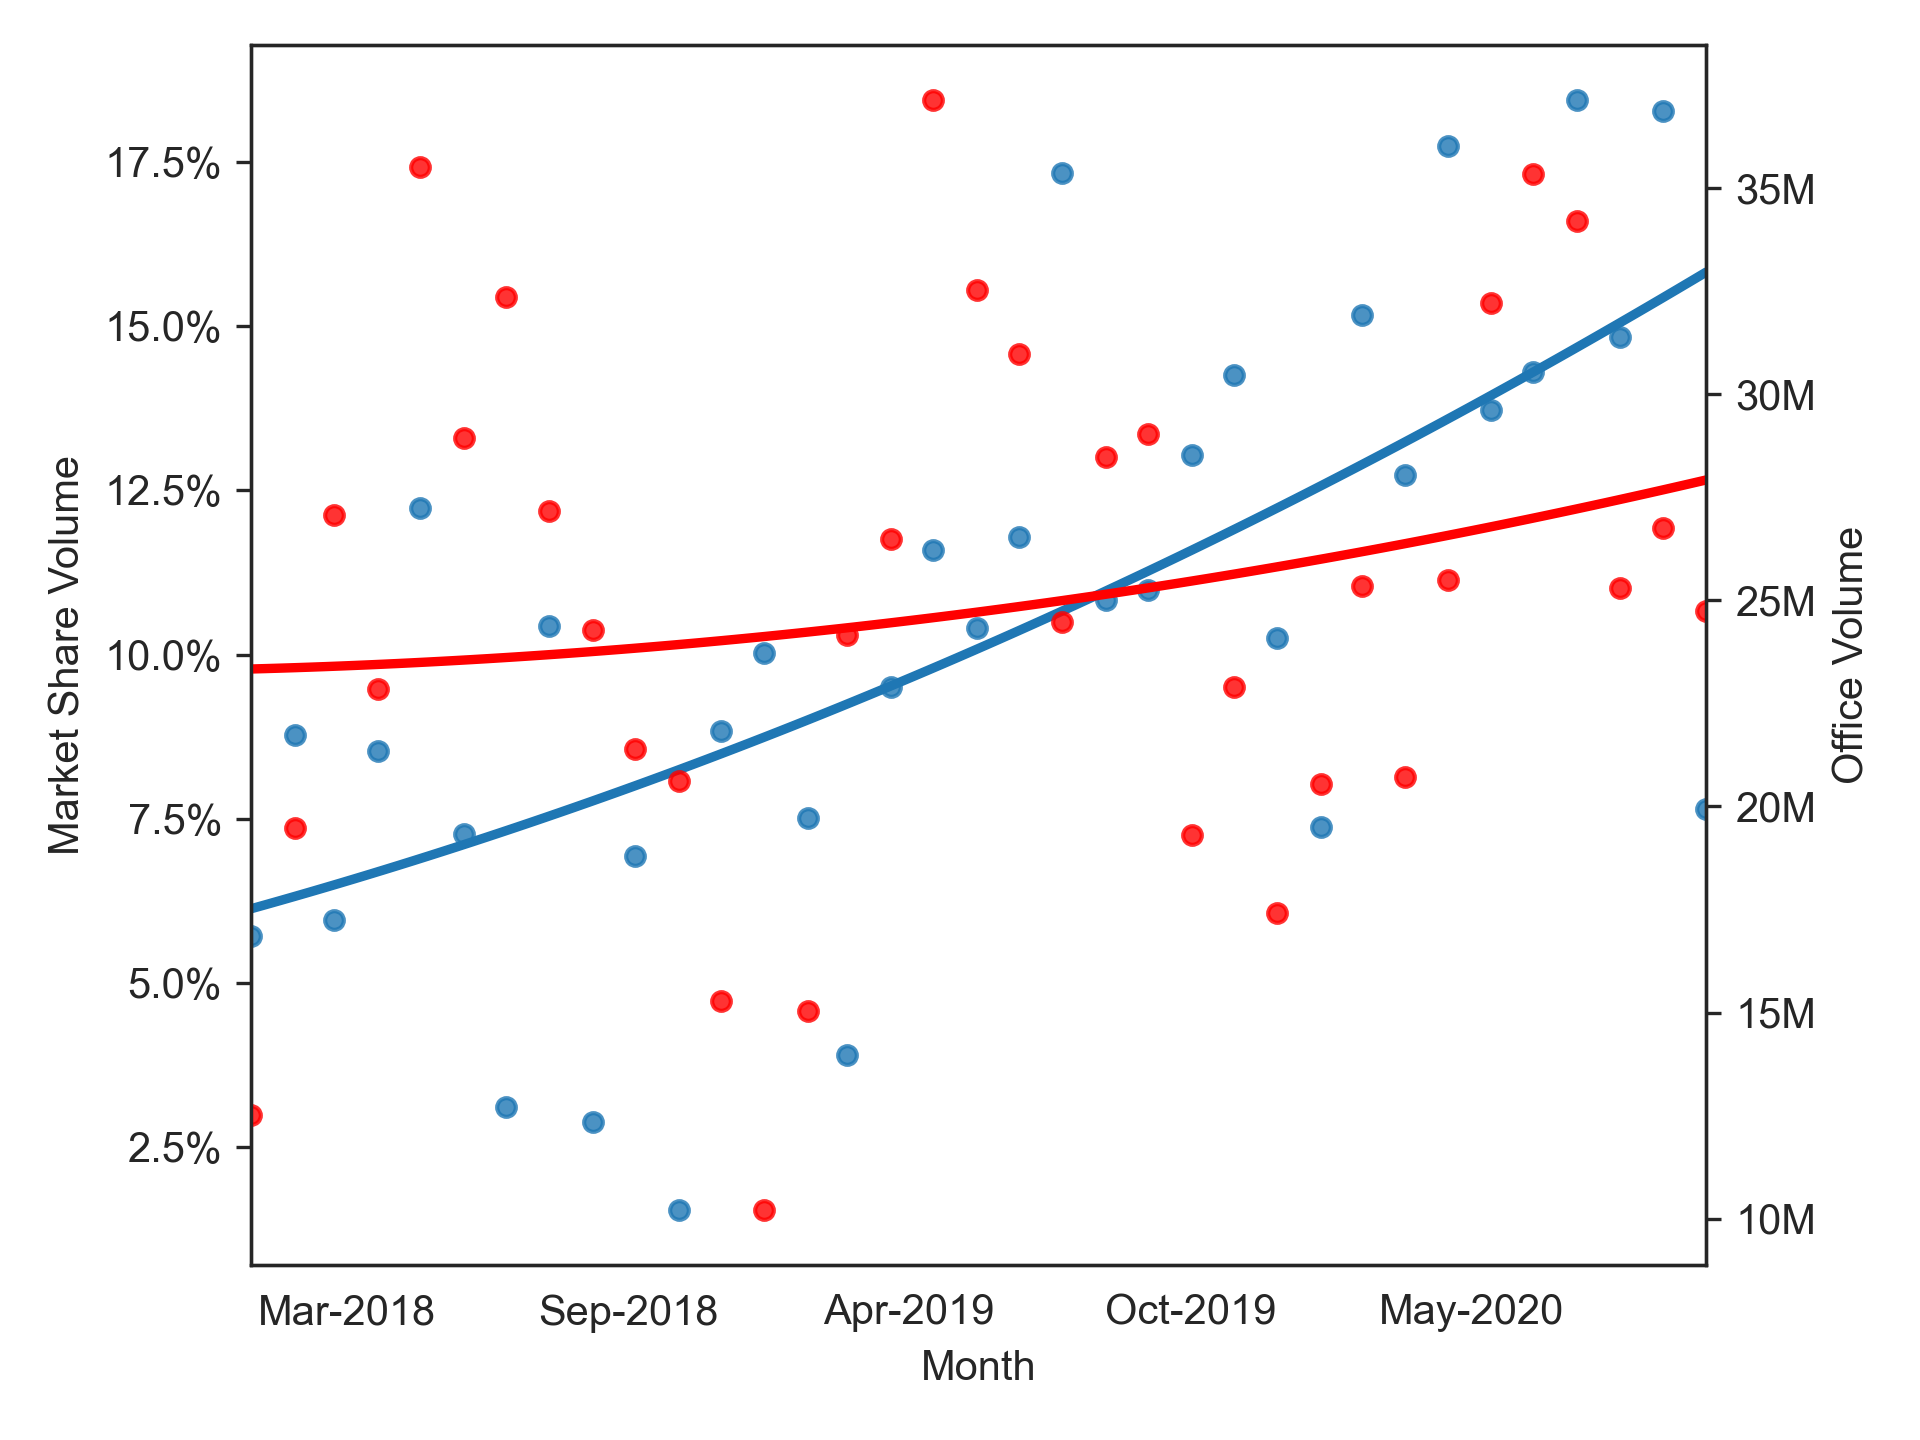 Market Share Volume
17.5%
15.0%
12.5%
10.0%
7.5%
5.0%
2.5%
35M
30M
25M
20M
15M
10M
Office Volume
Mar-2018 Sep-2018 Apr-2019 Oct-2019 May-2020
Month